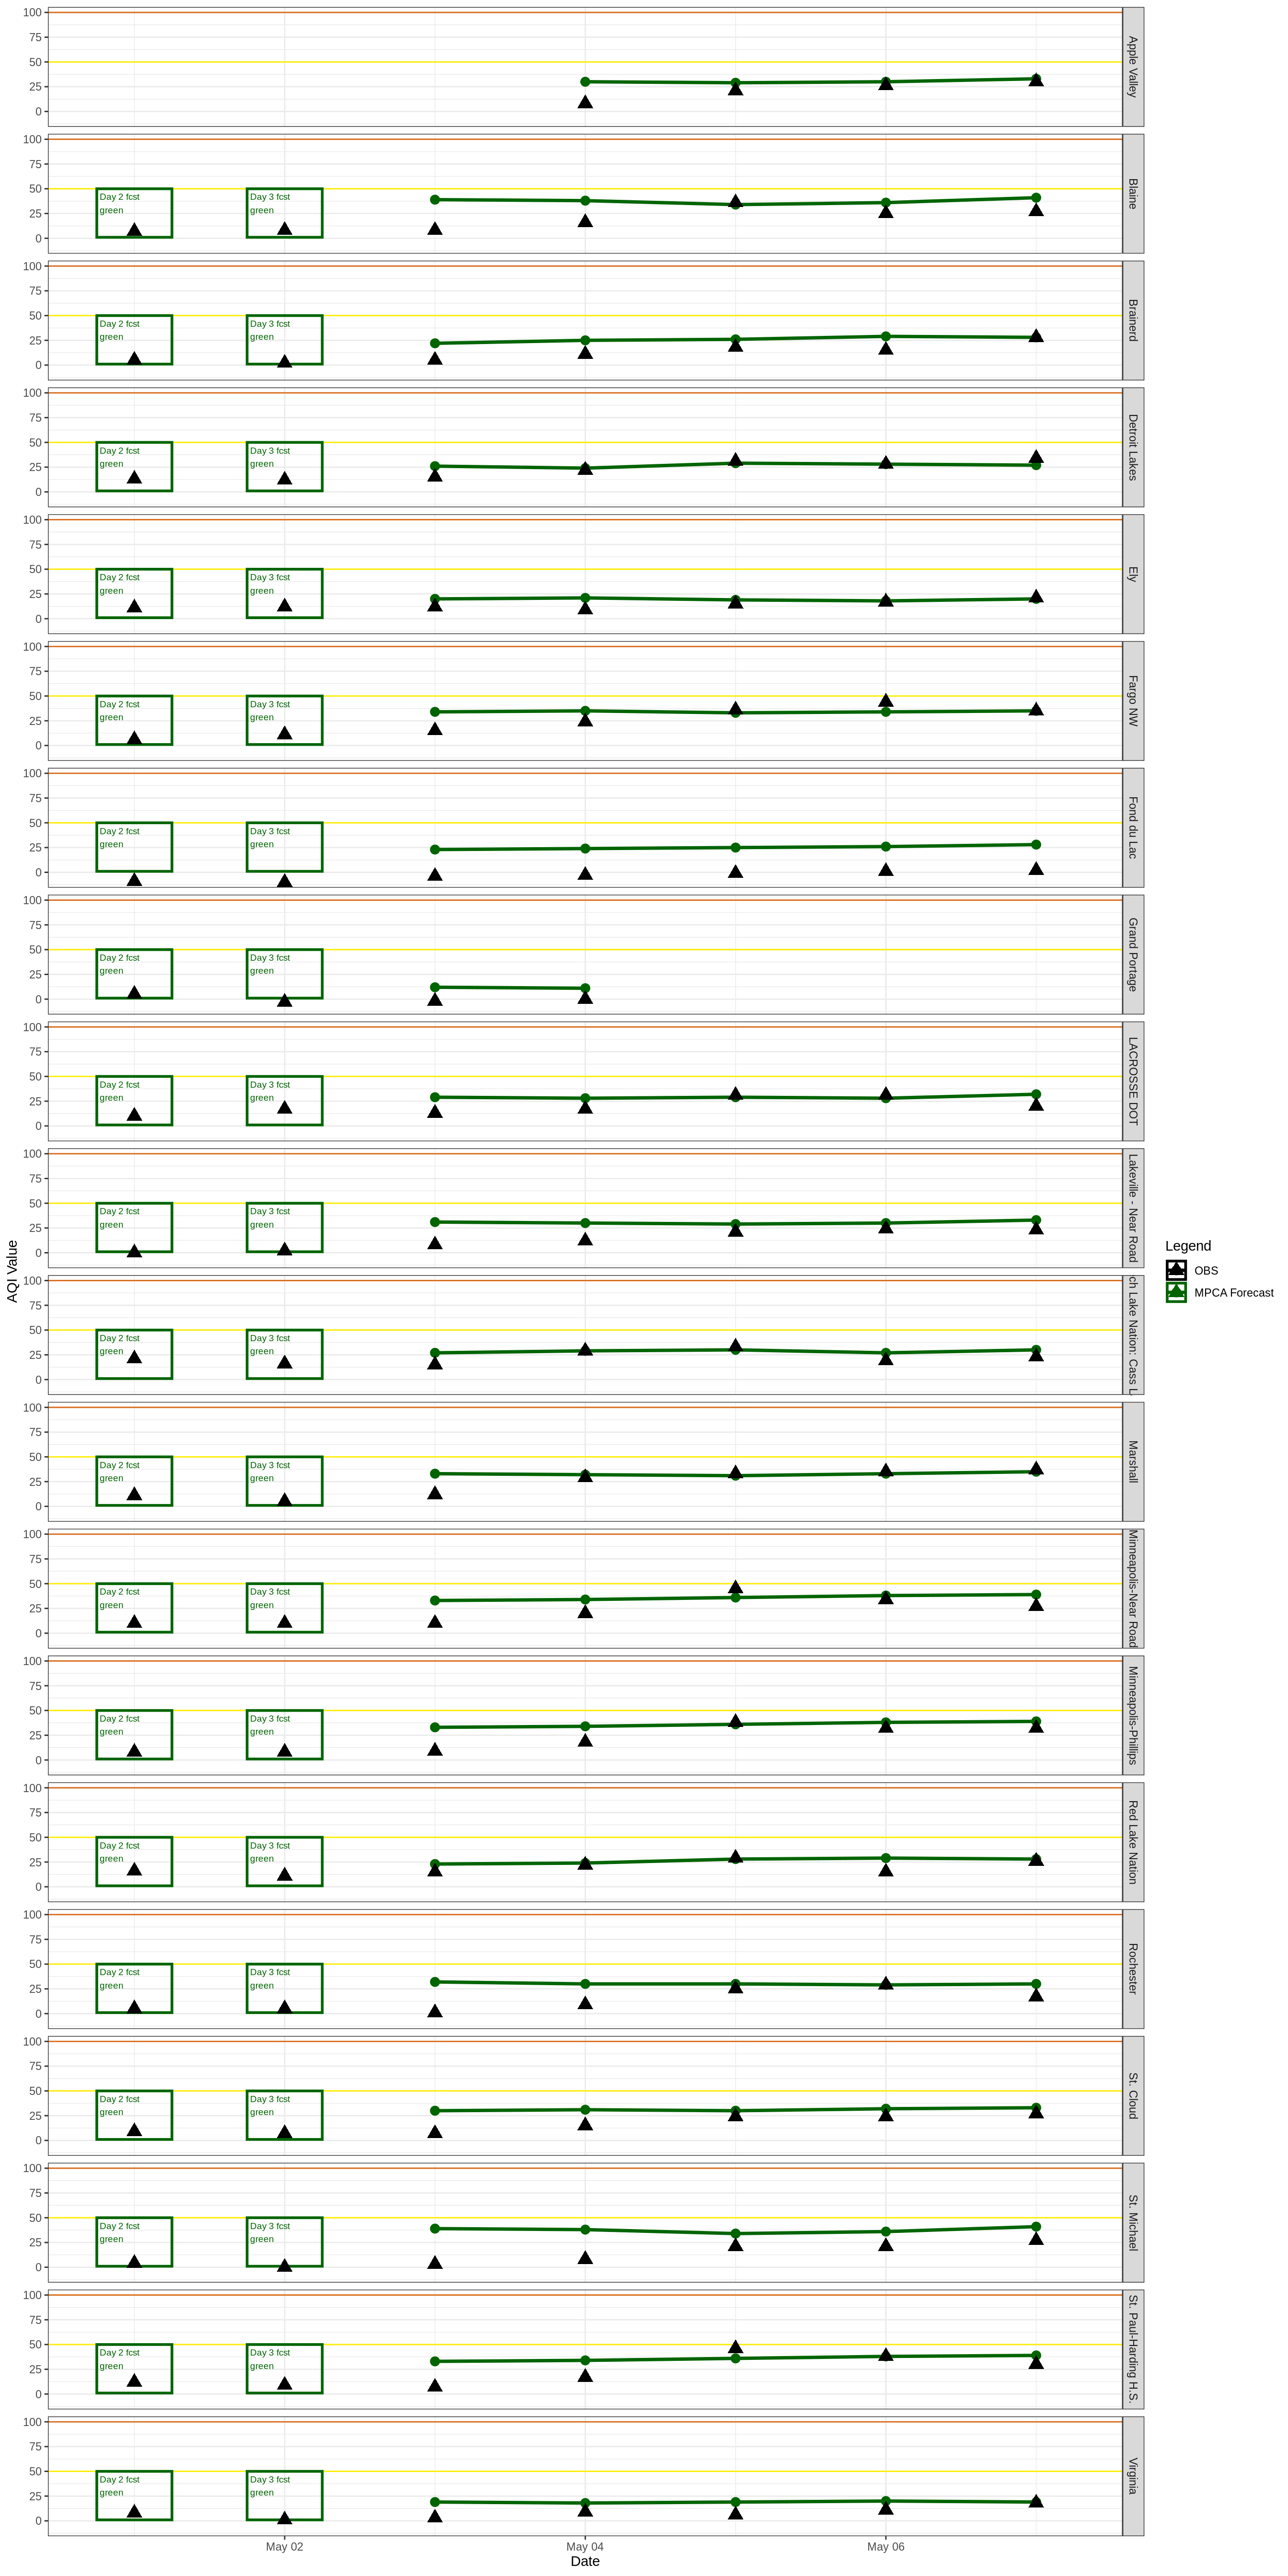 100
75
50
25
0
Apple Valley
100
75
50
25
0
Day 2 fcst
green
Day 3 fcst
green
Blaine
100
75
50
25
0
Day 2 fcst
green
Day 3 fcst
green
Brainerd
100
75
50
25
0
Day 2 fcst
green
Day 3 fcst
green
Detroit Lakes
100
75
50
25
0
Day 2 fcst
green
Day 3 fcst
green
Ely
100
75
50
25
0
Day 2 fcst
green
Day 3 fcst
green
Fargo NW
100
75
50
25
0
Day 2 fcst
green
Day 3 fcst
green
Fond du Lac
100
75
50
25
0
Day 2 fcst
green
Day 3 fcst
green
Grand Portage
100
75
50
25
0
Day 2 fcst
green
Day 3 fcst
green
LACROSSE DOT
100
75
50
25
0
Day 2 fcst
green
Day 3 fcst
green
Lakeville - Near Road
100
75
50
25
0
Day 2 fcst
green
Day 3 fcst
green
ch Lake Nation: Cass L
100
75
50
25
0
Day 2 fcst
green
Day 3 fcst
green
Marshall
100
75
50
25
0
Day 2 fcst
green
Day 3 fcst
green
Minneapolis-Near Road
100
75
50
25
0
Day 2 fcst
green
Day 3 fcst
green
Minneapolis-Phillips
100
75
50
25
0
Day 2 fcst
green
Day 3 fcst
green
Red Lake Nation
100
75
50
25
0
Day 2 fcst
green
Day 3 fcst
green
Rochester
100
75
50
25
0
Day 2 fcst
green
Day 3 fcst
green
St. Cloud
100
75
50
25
0
Day 2 fcst
green
Day 3 fcst
green
St. Michael
100
75
50
25
0
Day 2 fcst
green
Day 3 fcst
green
St. Paul-Harding H.S.
100
75
50
25
0
Day 2 fcst
green
Day 3 fcst
green
Virginia
May 02
May 04
May 06
Date
AQI Value
Legend
OBS
MPCA Forecast